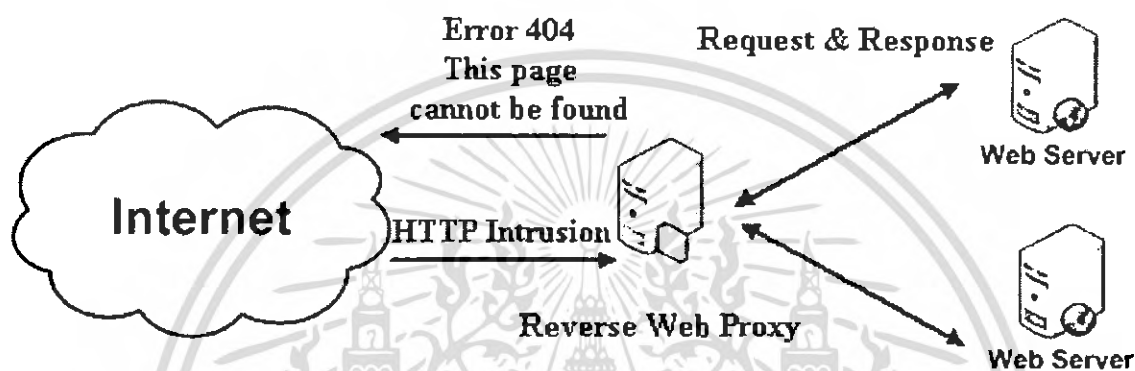 Error 404
This page
cannot be found
Request & Response
Web Server
Internet
HTTP Intrusion
Reverse Web Proxy
Web Server